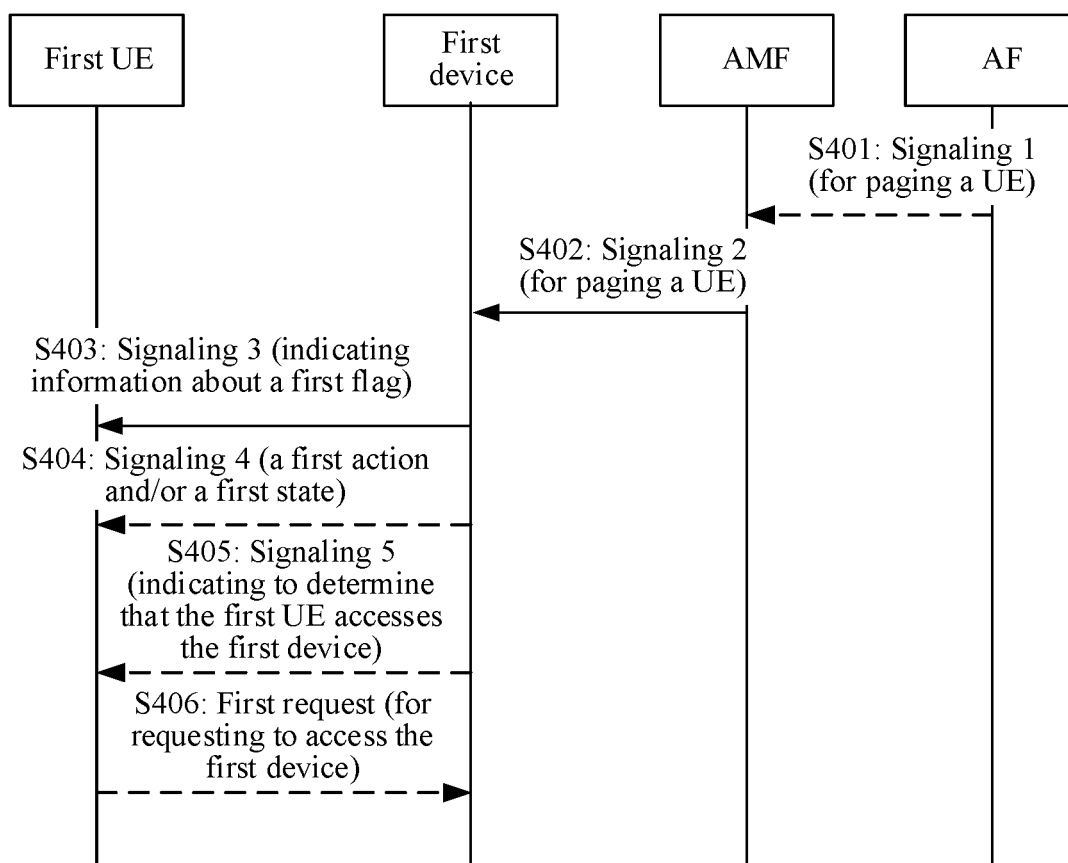 First UE
First
device
AMF
AF
S401: Signaling 1
(for paging a UE)
S402: Signaling 2
(for paging a UE)
S403: Signaling 3 (indicating
information about a first flag)
S404: Signaling 4 (a first action
and/or a first state)
S405: Signaling 5
(indicating to determine
that the first UE accesses
the first device)
S406: First request (for
requesting to access the
first device)